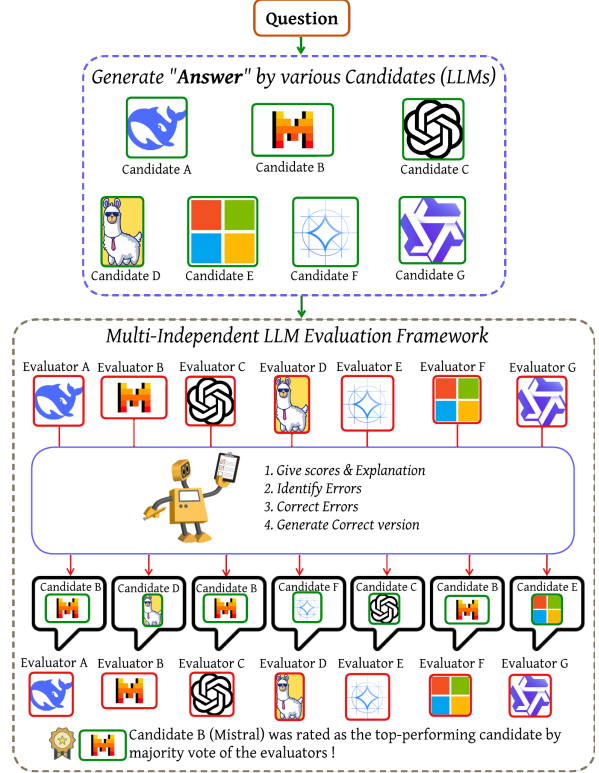 Question
Generate "Answer" by various Candidates (LLMs)
Candidate A
Candidate B
Candidate C
Candidate D
Candidate E
Candidate F
Candidate G
Multi-Independent LLM Evaluation Framework
Evaluator A
Evaluator B
Evaluator C
Evaluator D
Evaluator E
Evaluator F
Evaluator G
1. Give scores & Explanation
2. Identify Errors
3. Correct Errors
4. Generate Correct version
Candidate B
Candidate D
Candidate B
Candidate F
Candidate C
Candidate B
Candidate E
Evaluator A
Evaluator B
Evaluator C
Evaluator D
Evaluator E
Evaluator F
Evaluator G
Candidate B (Mistral) was rated as the top-performing candidate by
majority vote of the evaluators !